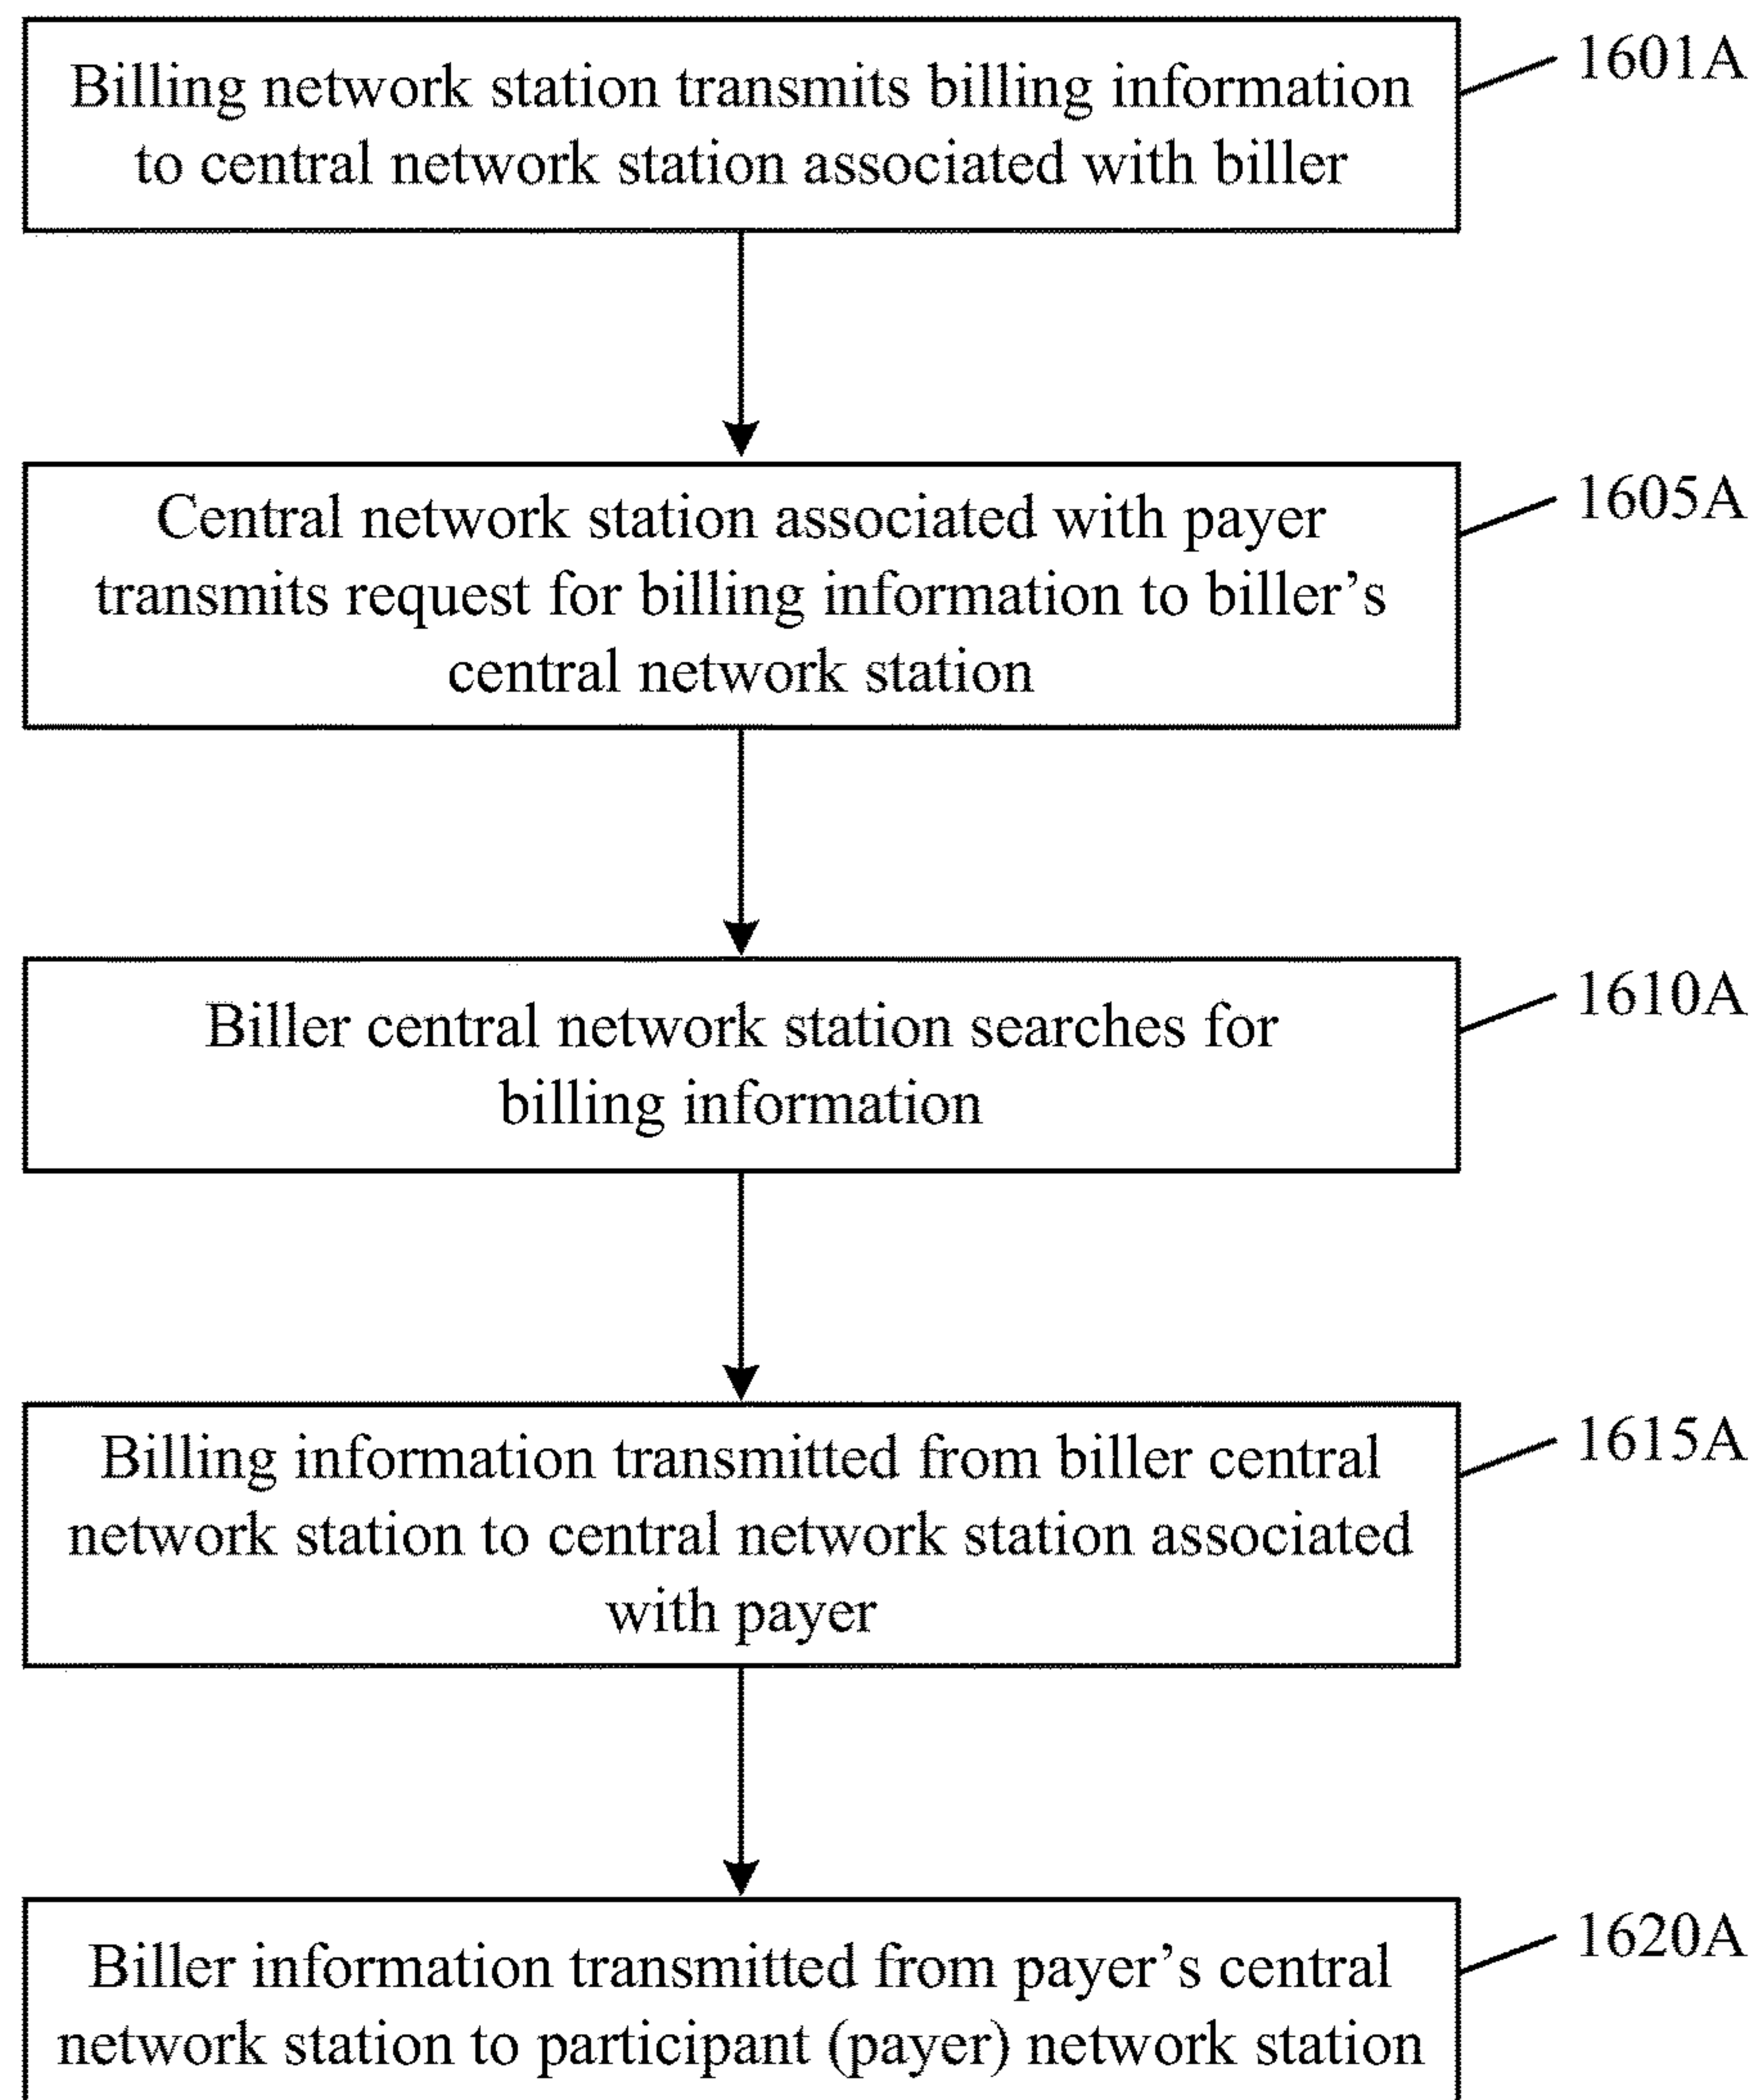 Billing network station transmits billing information
to central network station associated with biller
1601A
Central network station associated with payer
transmits request for billing information to biller’s
central network station
1605A
Biller central network station searches for
billing information
1610A
Billing information transmitted from biller central
network station to central network station associated
with payer
1615A
Biller information transmitted from payer’s central
network station to participant (payer) network station
1620A